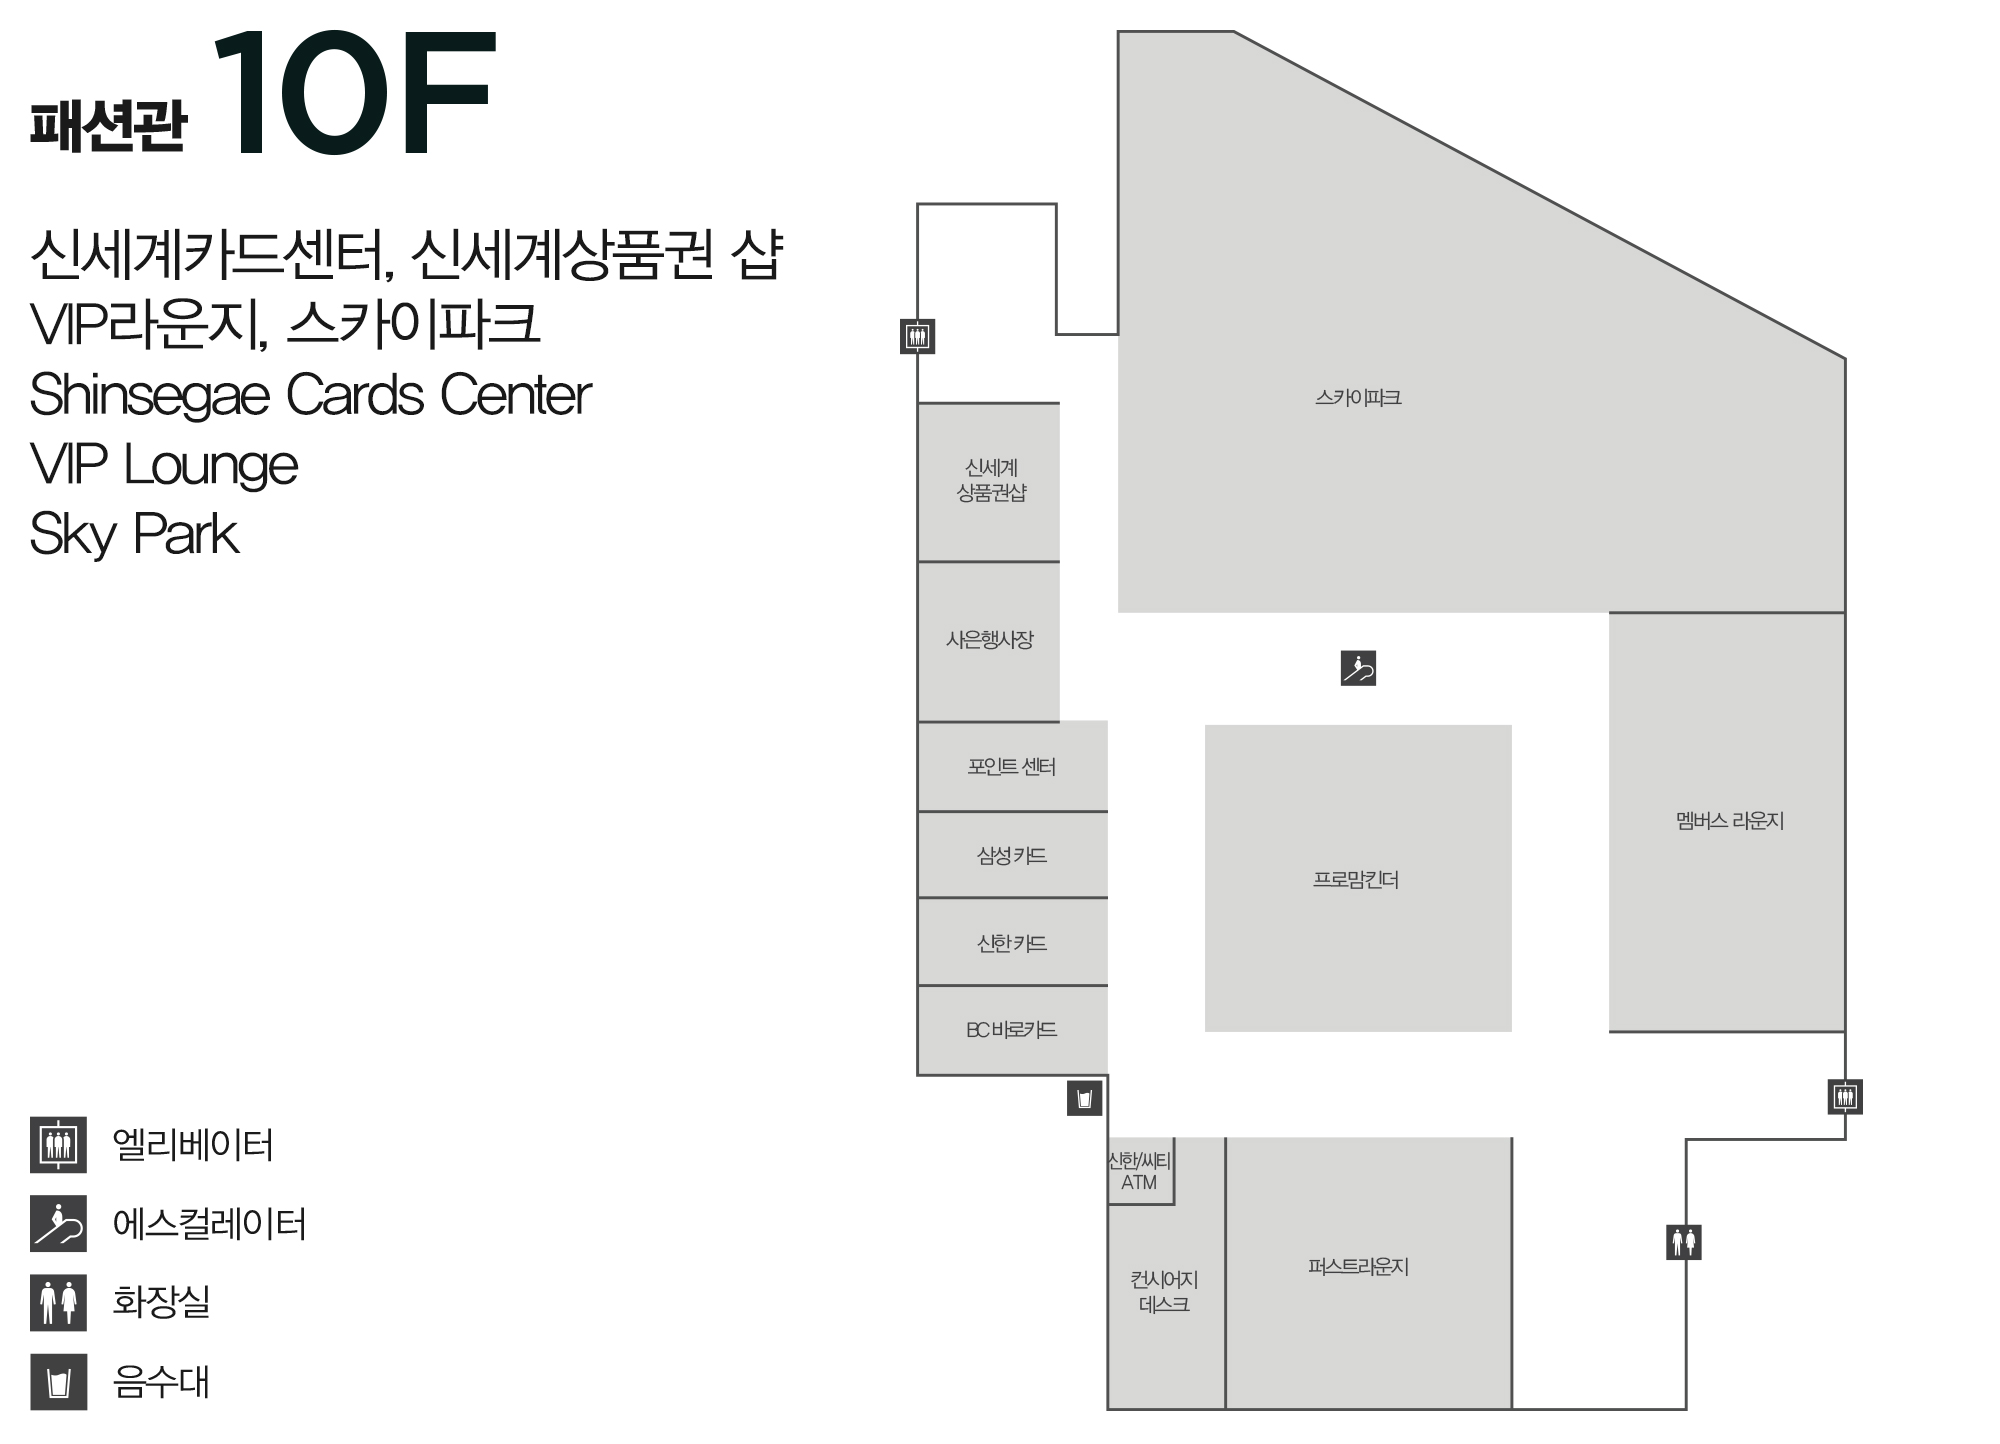 패션관 10F
신세계카드센터, 신세계상품권 샵
VIP라운지, 스카이파크
Shinsegae Cards Center
VIP Lounge
Sky Park
스카이파크
신세계
상품권샵
사은행사장
포인트 센터
삼성 카드
신한 카드
BC 바로카드
프로맘킨더
멤버스 라운지
신한/씨티
ATM
컨시어지
데스크
퍼스트라운지
엘리베이터
에스컬레이터
화장실
음수대